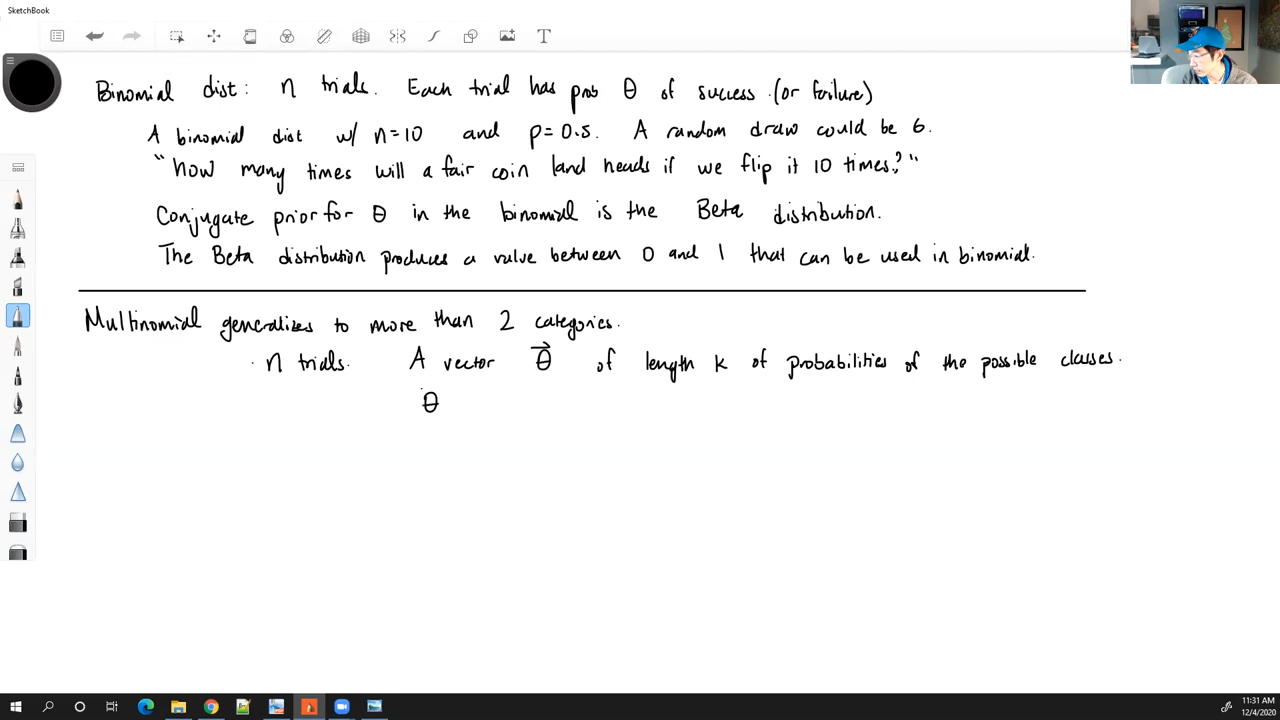 SketchBook
Binomial dist: n trials. Each trial has prob θ of success (or failure)
A binomial dist w/ n=10 and p=0.5. A random draw could be 6.
"How many times will a fair coin land heads if we flip it 10 times?"
Conjugate prior for θ in the binomial is the Beta distribution.
The Beta distribution produces a value between 0 and 1 that can be used in binomial.
Multinomial generalizes to more than 2 categories.
· n trials. A vector θ⃗ of length k of probabilities of the possible classes.
θ
11:31 AM
12/4/2020